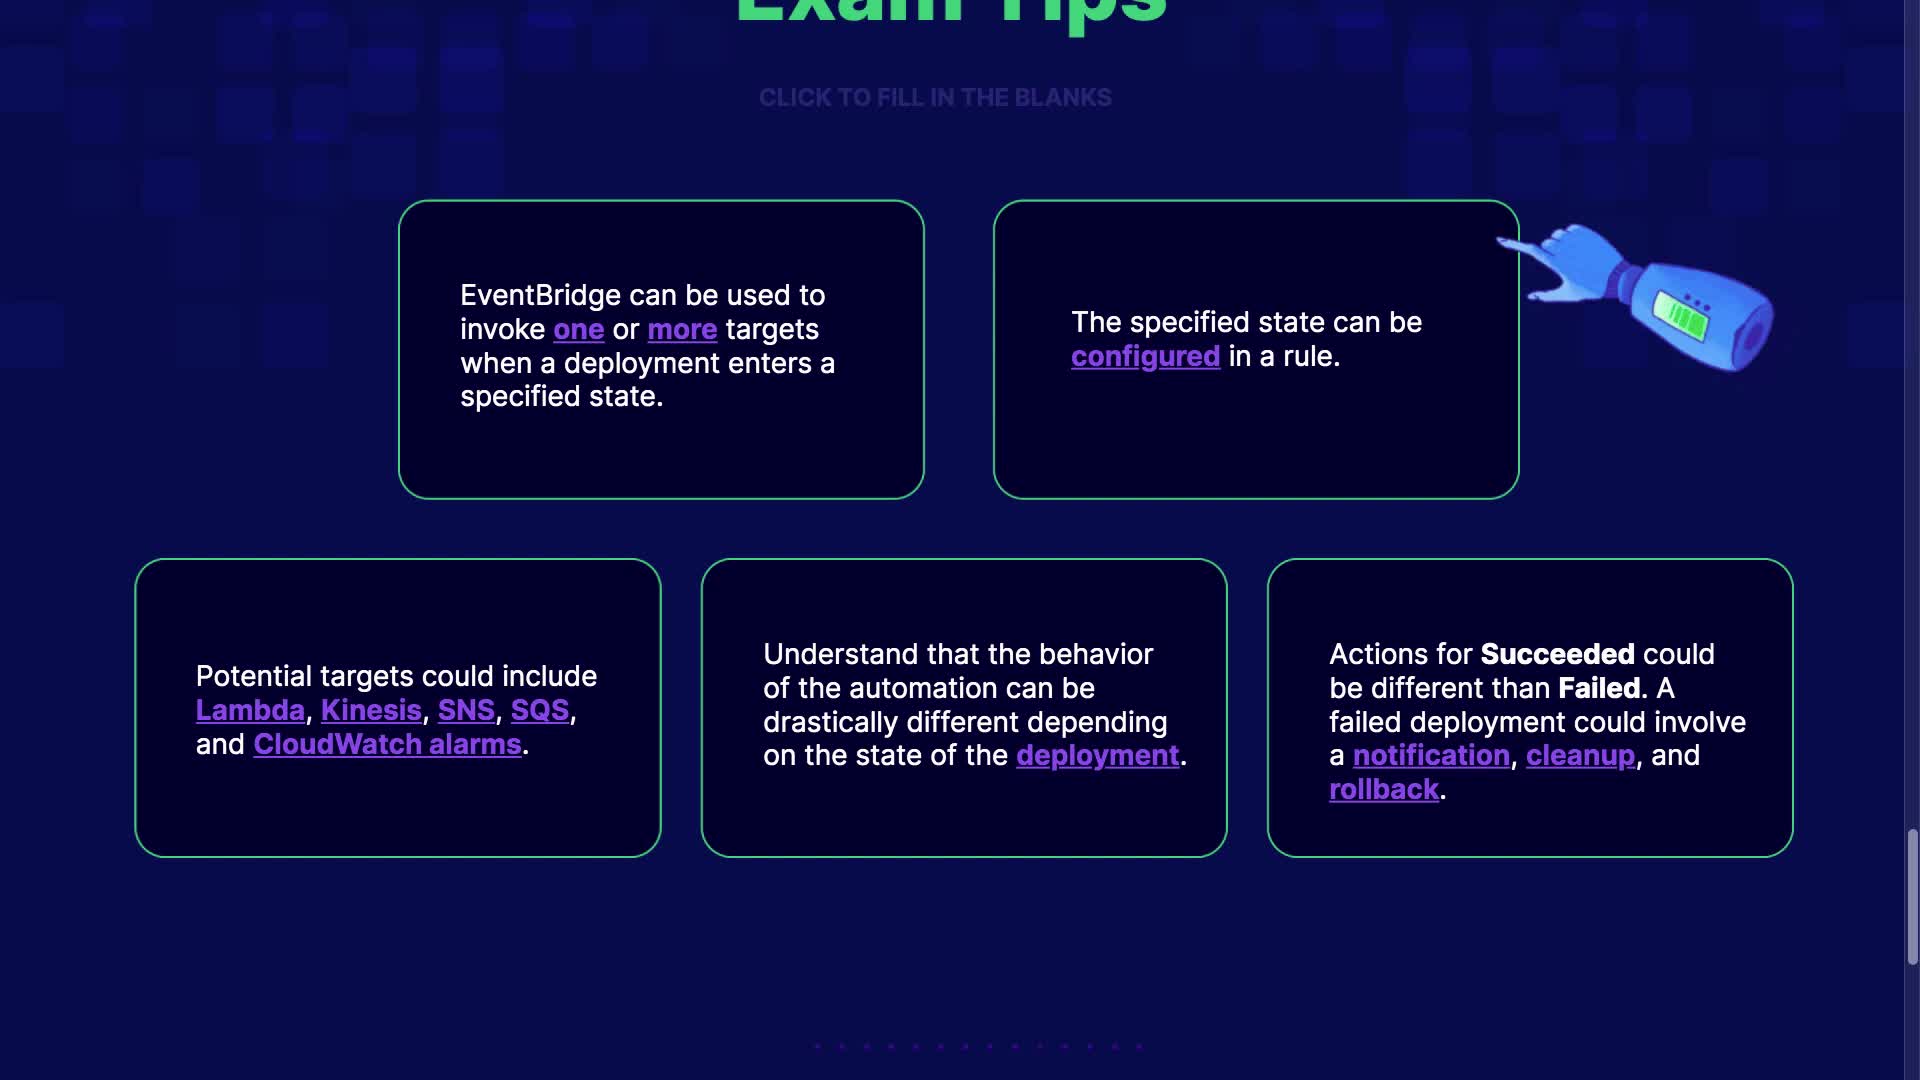 Exam Tips
CLICK TO FILL IN THE BLANKS
EventBridge can be used to
invoke one or more targets
when a deployment enters a
specified state.
The specified state can be
configured in a rule.
Potential targets could include
Lambda, Kinesis, SNS, SQS,
and CloudWatch alarms.
Understand that the behavior
of the automation can be
drastically different depending
on the state of the deployment.
Actions for Succeeded could
be different than Failed. A
failed deployment could involve
a notification, cleanup, and
rollback.